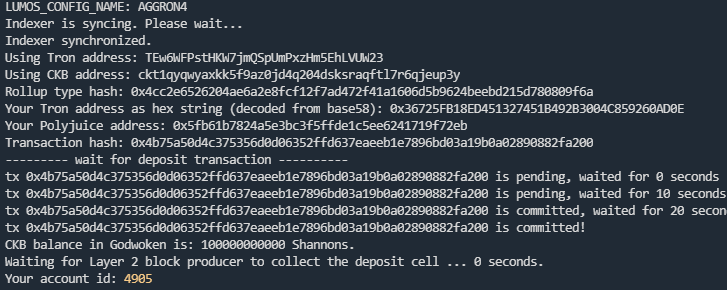 LUMOS_CONFIG_NAME: AGGRON4
Indexer is syncing. Please wait...
Indexer synchronized.
Using Tron address: TEw6WFPstHKW7jmQSpUmPxzHm5EhLVUW23
Using CKB address: ckt1qyqwyaxkk5f9az0jd4q204dsksraqftl7r6qjeup3y
Rollup type hash: 0x4cc2e6526204ae6a2e8fcf12f7ad472f41a1606d5b9624beebd215d780809f6a
Your Tron address as hex string (decoded from base58): 0x36725FB18ED451327451B492B3004C859260AD0E
Your Polyjuice address: 0x5fb61b7824a5e3bc3f5ffde1c5ee6241719f72eb
Transaction hash: 0x4b75a50d4c375356d0d06352ffd637eaeeb1e7896bd03a19b0a02890882fa200
--------- wait for deposit transaction ----------
tx 0x4b75a50d4c375356d0d06352ffd637eaeeb1e7896bd03a19b0a02890882fa200 is pending, waited for 0 seconds
tx 0x4b75a50d4c375356d0d06352ffd637eaeeb1e7896bd03a19b0a02890882fa200 is pending, waited for 10 seconds
tx 0x4b75a50d4c375356d0d06352ffd637eaeeb1e7896bd03a19b0a02890882fa200 is committed, waited for 20 secon
tx 0x4b75a50d4c375356d0d06352ffd637eaeeb1e7896bd03a19b0a02890882fa200 is committed!
CKB balance in Godwoken is: 100000000000 Shannons.
Waiting for Layer 2 block producer to collect the deposit cell ... 0 seconds.
Your account id: 4905